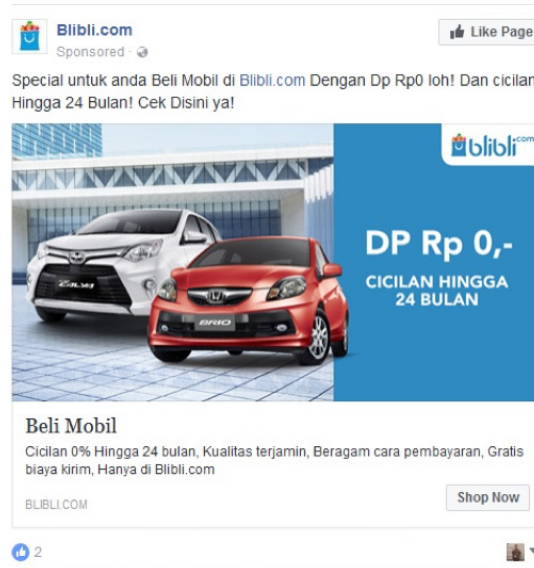 Blibli.com
Sponsored ·
Like Page
Special untuk anda Beli Mobil di Blibli.com Dengan Dp Rp0 loh! Dan cicilan
Hingga 24 Bulan! Cek Disini ya!
blibli.com
DP Rp 0,-
CICILAN HINGGA
24 BULAN
BRIO
Beli Mobil
Cicilan 0% Hingga 24 bulan, Kualitas terjamin, Beragam cara pembayaran, Gratis
biaya kirim, Hanya di Blibli.com
BLIBLI.COM
Shop Now
2